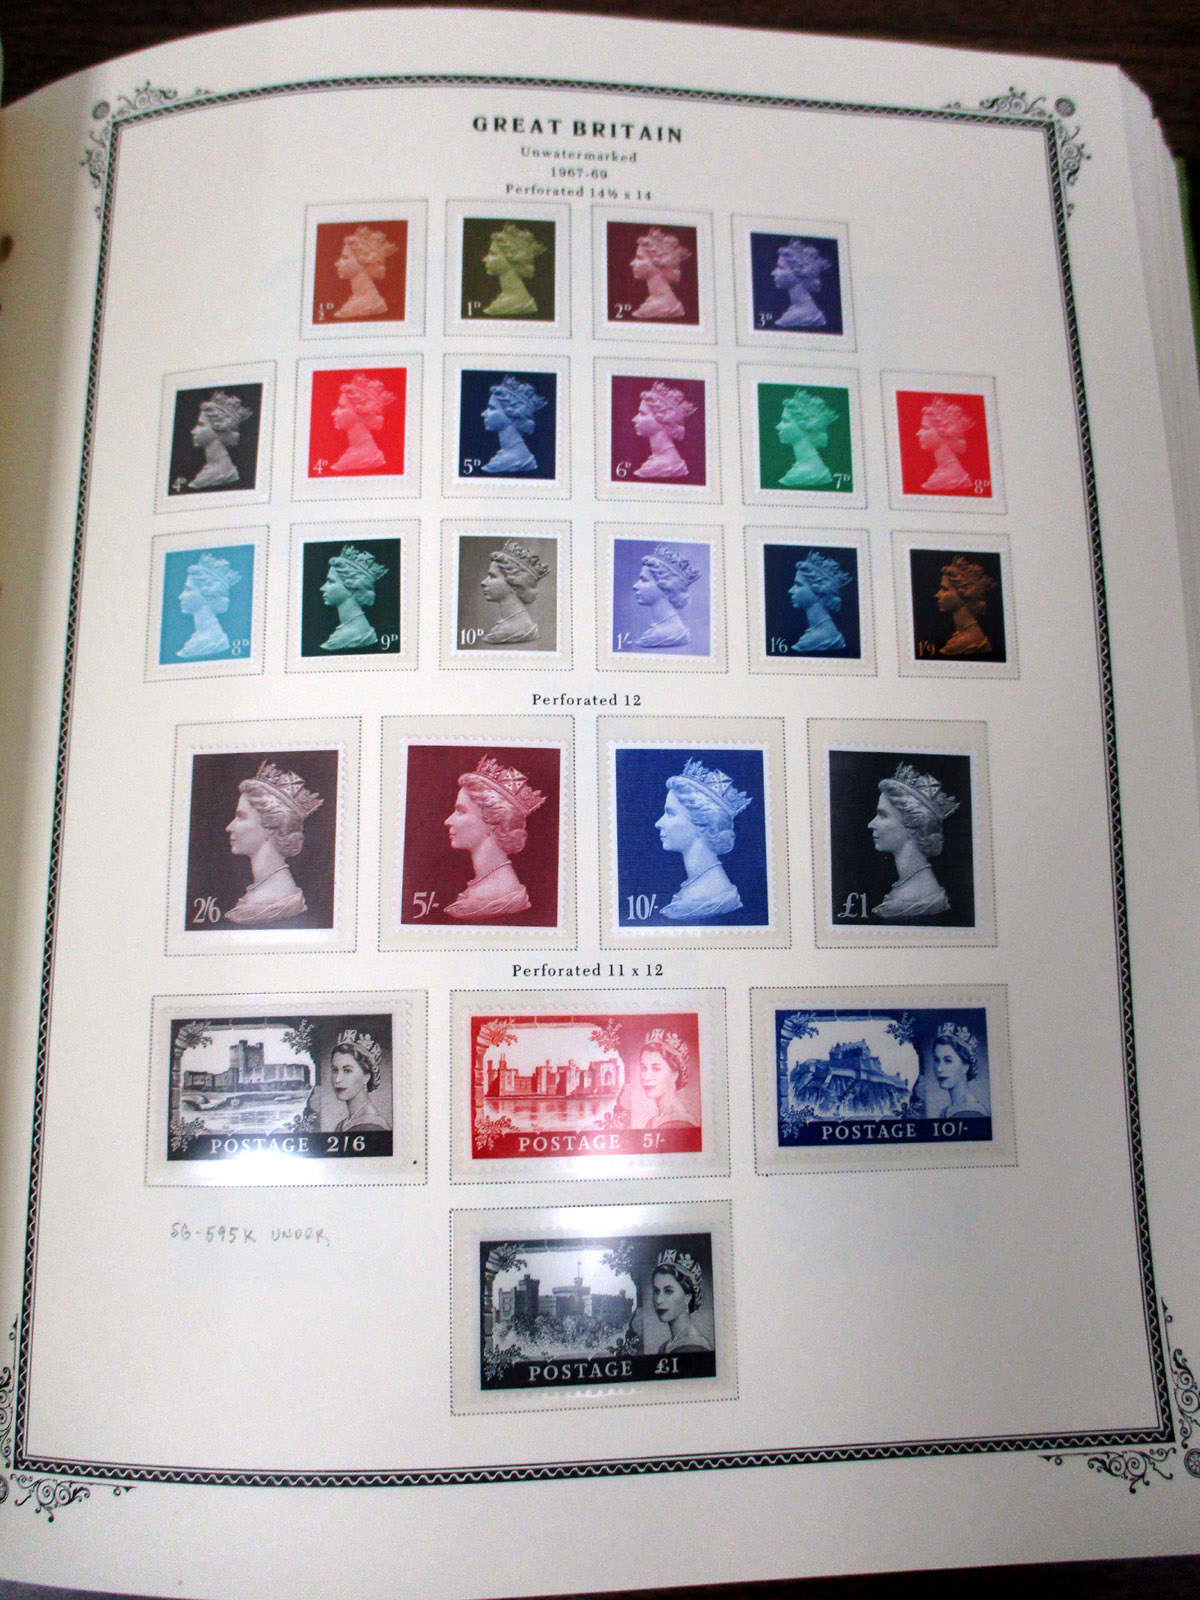 GREAT BRITAIN
Unwatermarked
1967-69
Perforated 14½ x 14
½D 1D 2D 3D
4D 4D 5D 6D 7D 8D
8D 9D 10D 1/- 1/6 1/9
Perforated 12
2/6 5/- 10/- £1
Perforated 11 x 12
POSTAGE 2/6 POSTAGE 5/- POSTAGE 10/-
SG-595K UNDER
POSTAGE £1